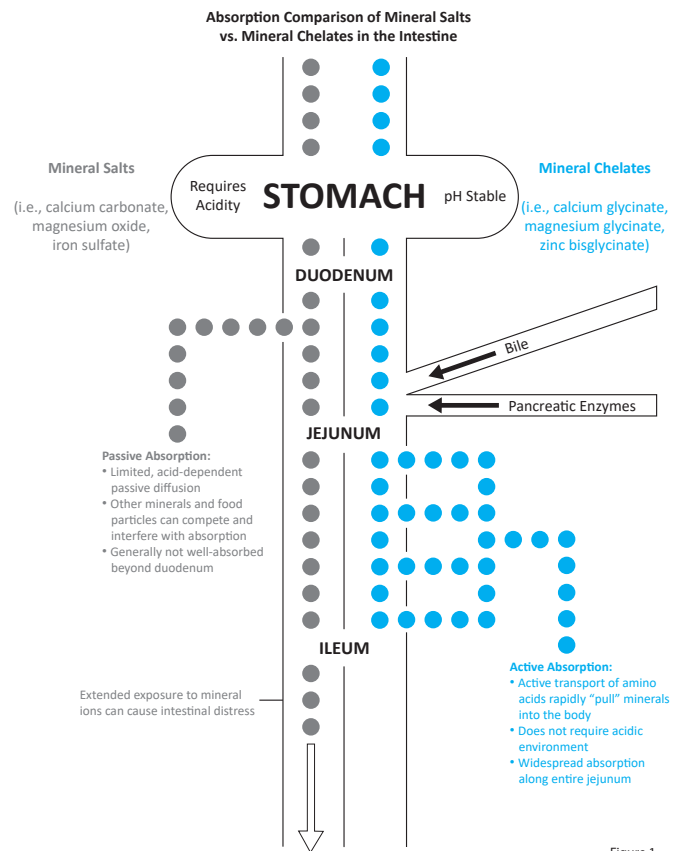 Absorption Comparison of Mineral Salts
vs. Mineral Chelates in the Intestine
Mineral Salts
(i.e., calcium carbonate,
magnesium oxide,
iron sulfate)
Requires
Acidity
STOMACH
pH Stable
Mineral Chelates
(i.e., calcium glycinate,
magnesium glycinate,
zinc bisglycinate)
DUODENUM
Bile
Pancreatic Enzymes
JEJUNUM
Passive Absorption:
• Limited, acid-dependent
passive diffusion
• Other minerals and food
particles can compete and
interfere with absorption
• Generally not well-absorbed
beyond duodenum
ILEUM
Extended exposure to mineral
ions can cause intestinal distress
Active Absorption:
• Active transport of amino
acids rapidly “pull” minerals
into the body
• Does not require acidic
environment
• Widespread absorption
along entire jejunum
Figure 1